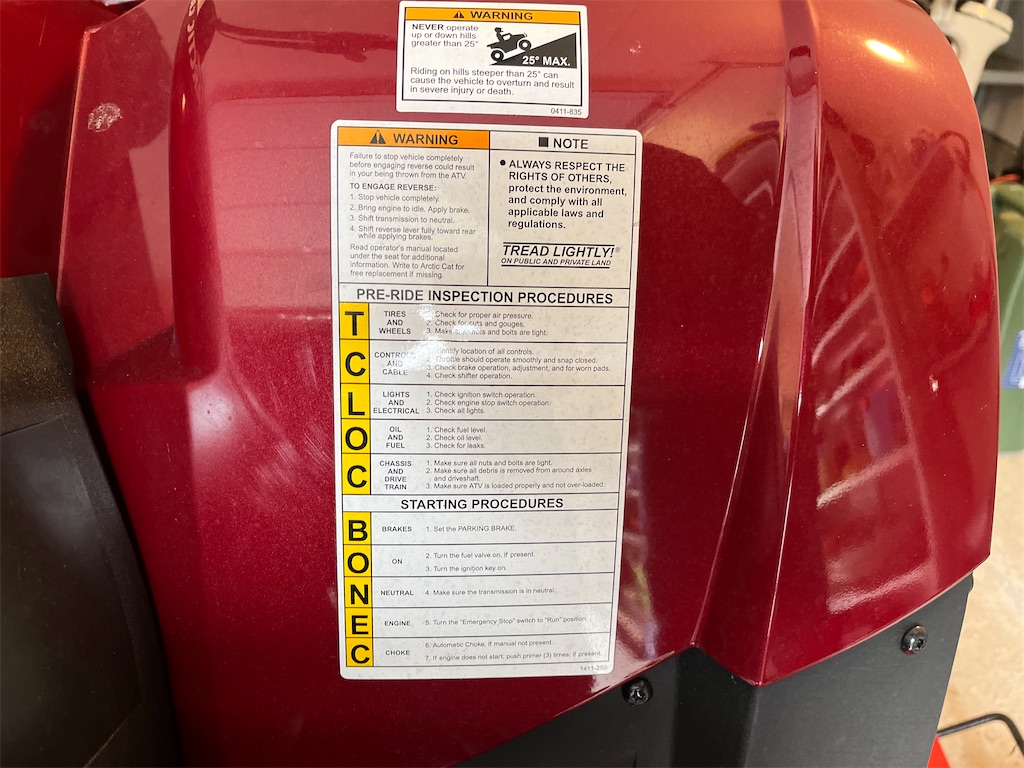 WARNING
NEVER operate
up or down hills
greater than 25°
25° MAX.
Riding on hills steeper than 25° can
cause the vehicle to overturn and result
in severe injury or death.
0411-835
WARNING
Failure to stop vehicle completely
before engaging reverse could result
in your being thrown from the ATV.
TO ENGAGE REVERSE:
1. Stop vehicle completely.
2. Bring engine to idle. Apply brake.
3. Shift transmission to neutral.
4. Shift reverse lever fully toward rear
while applying brakes.
Read operator's manual located
under the seat for additional
information. Write to Arctic Cat for
free replacement if missing.
■ NOTE
• ALWAYS RESPECT THE
RIGHTS OF OTHERS,
protect the environment,
and comply with all
applicable laws and
regulations.
TREAD LIGHTLY!®
ON PUBLIC AND PRIVATE LAND
PRE-RIDE INSPECTION PROCEDURES
T
TIRES
AND
WHEELS
1. Check for proper air pressure.
2. Check for cuts and gouges.
3. Make sure nuts and bolts are tight.
C
CONTROLS
AND
CABLE
1. Identify location of all controls.
2. Throttle should operate smoothly and snap closed.
3. Check brake operation, adjustment, and for worn pads.
4. Check shifter operation.
L
LIGHTS
AND
ELECTRICAL
1. Check ignition switch operation.
2. Check engine stop switch operation.
3. Check all lights.
O
OIL
AND
FUEL
1. Check fuel level.
2. Check oil level.
3. Check for leaks.
C
CHASSIS
AND
DRIVE
TRAIN
1. Make sure all nuts and bolts are tight.
2. Make sure all debris is removed from around axles
and driveshaft.
3. Make sure ATV is loaded properly and not over-loaded.
STARTING PROCEDURES
B
BRAKES
1. Set the PARKING BRAKE.
O
ON
2. Turn the fuel valve on, if present.
3. Turn the ignition key on.
N
NEUTRAL
4. Make sure the transmission is in neutral.
E
ENGINE
5. Turn the "Emergency Stop" switch to "Run" position.
C
CHOKE
6. Automatic Choke, if manual not present.
7. If engine does not start, push primer (3) times, if present.
1411-250